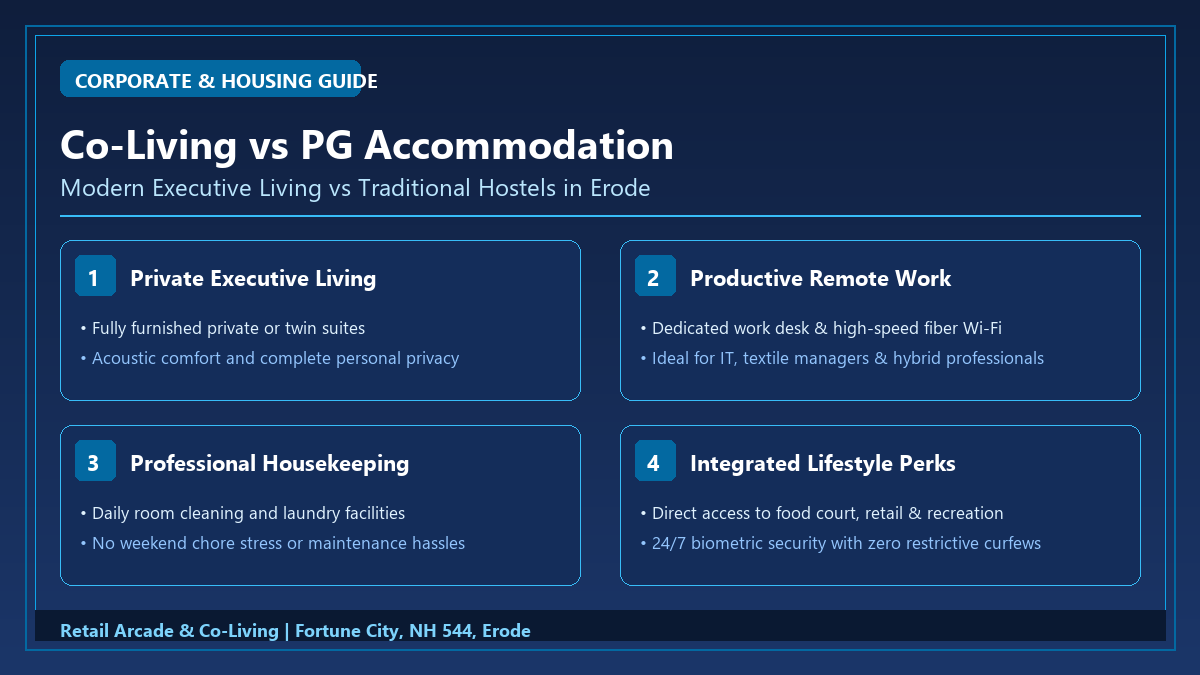 CORPORATE & HOUSING GUIDE
Co-Living vs PG Accommodation
Modern Executive Living vs Traditional Hostels in Erode
1 Private Executive Living
• Fully furnished private or twin suites
• Acoustic comfort and complete personal privacy
2 Productive Remote Work
• Dedicated work desk & high-speed fiber Wi-Fi
• Ideal for IT, textile managers & hybrid professionals
3 Professional Housekeeping
• Daily room cleaning and laundry facilities
• No weekend chore stress or maintenance hassles
4 Integrated Lifestyle Perks
• Direct access to food court, retail & recreation
• 24/7 biometric security with zero restrictive curfews
Retail Arcade & Co-Living | Fortune City, NH 544, Erode